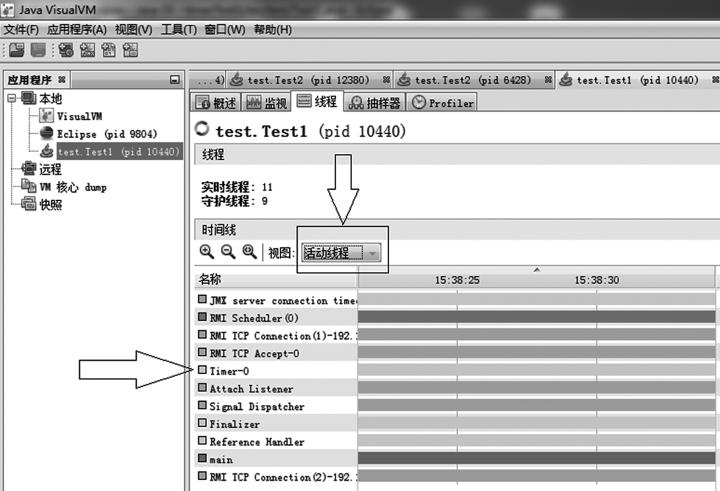 Java VisualVM
文件(F) 应用程序(A) 视图(V) 工具(T) 窗口(W) 帮助(H)
应用程序
...4) test.Test2 (pid 12380) test.Test2 (pid 6428) test.Test1 (pid 10440)
本地
VisualVM
Eclipse (pid 9804)
test.Test1 (pid 10440)
远程
VM 核心 dump
快照
概述 监视 线程 抽样器 Profiler
test.Test1 (pid 10440)
线程
实时线程: 11
守护线程: 9
时间线
视图: 活动线程
名称 15:38:25 15:38:30
JMX server connection time
RMI Scheduler(0)
RMI TCP Connection(1)-192.
RMI TCP Accept-0
Timer-0
Attach Listener
Signal Dispatcher
Finalizer
Reference Handler
main
RMI TCP Connection(2)-192.